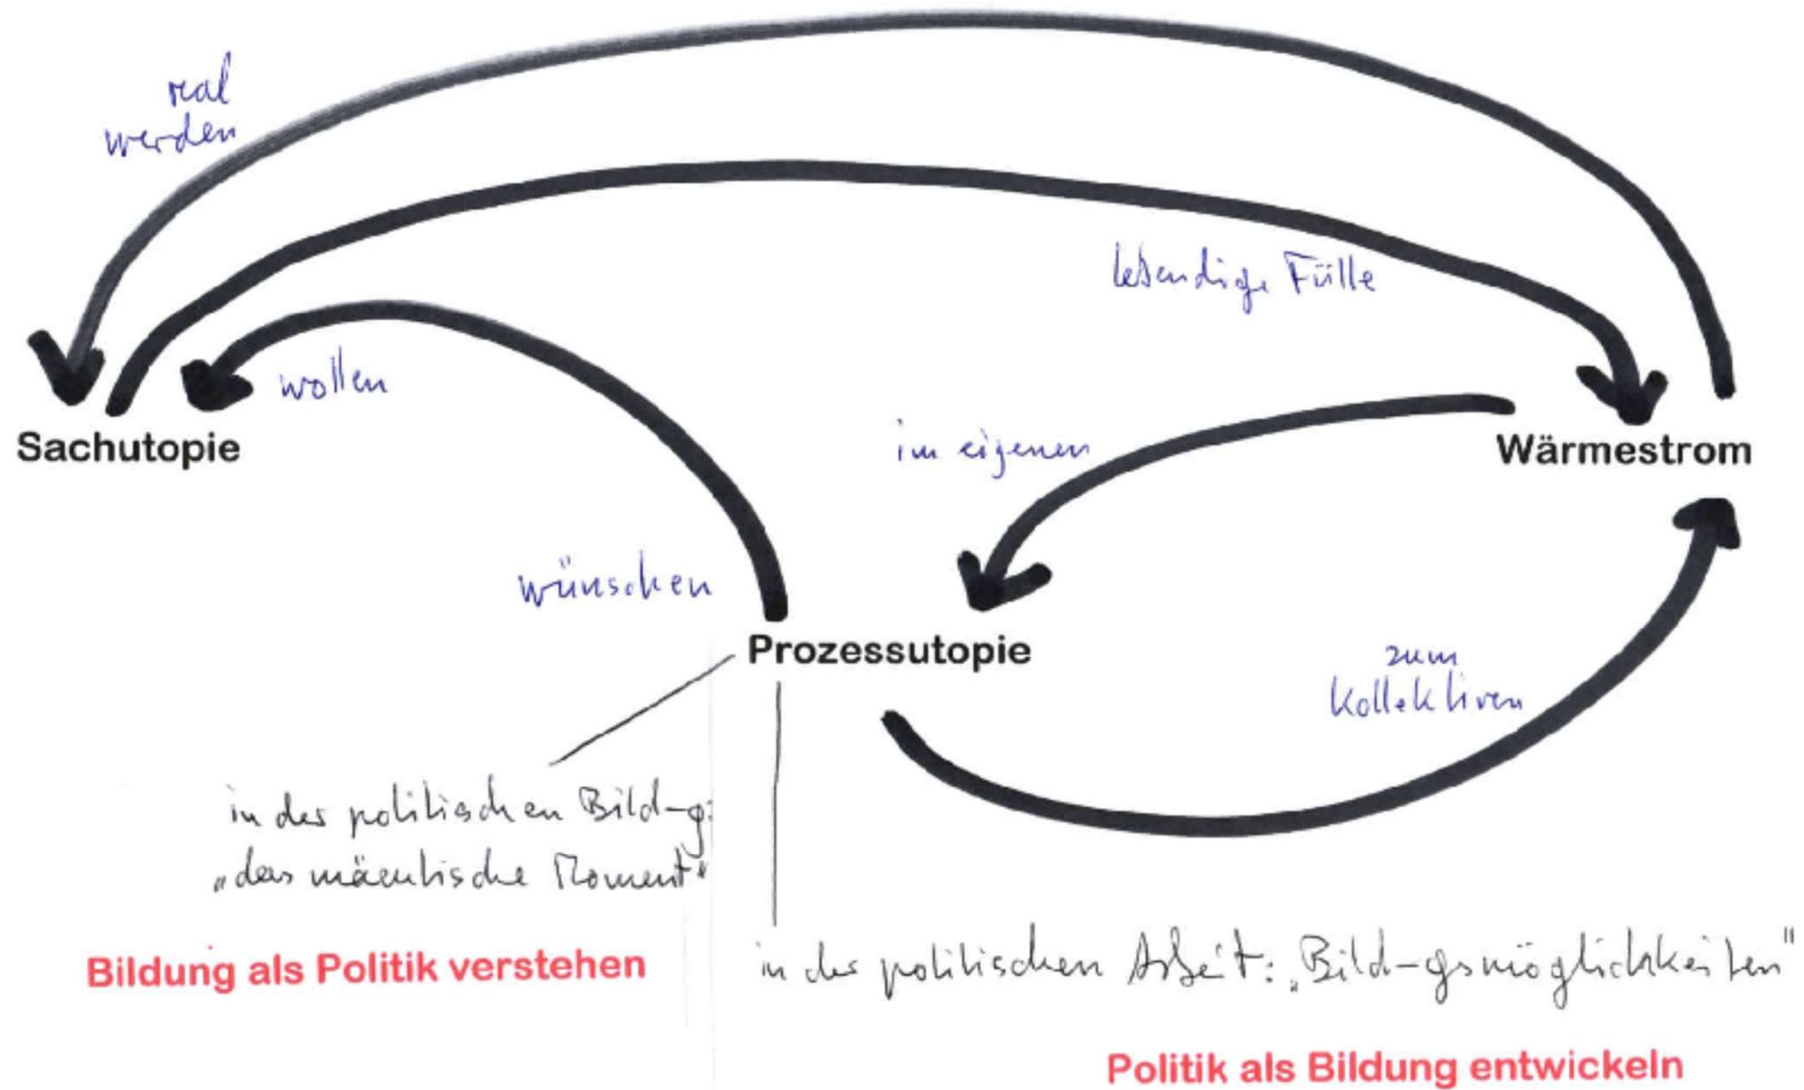 real
werden
lebendige Fülle
wollen
Sachutopie
im eigenen
Wärmestrom
wünschen
Prozessutopie
zum
kollektiven
in der politischen Bild-g:
„das mäeutische Moment“
Bildung als Politik verstehen
in der politischen Arbeit: „Bild-gsmöglichkeiten"
Politik als Bildung entwickeln